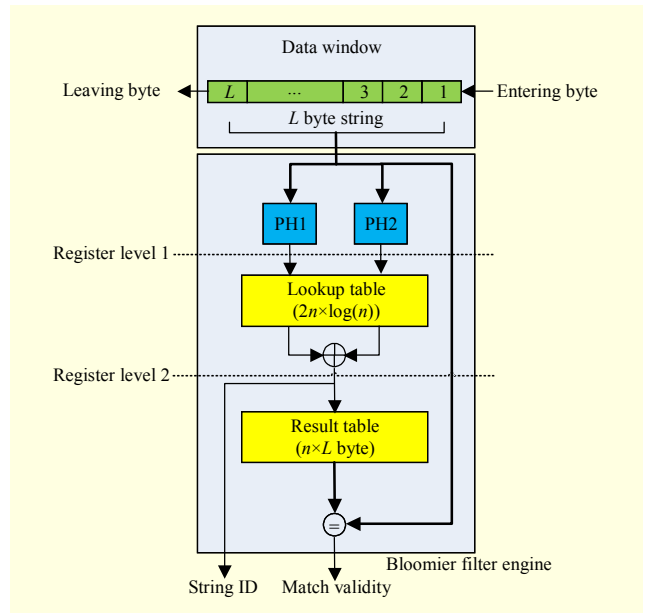 Data window
Leaving byte
L ... 3 2 1
Entering byte
L byte string
PH1 PH2
Register level 1
Lookup table
(2n×log(n))
Register level 2
Result table
(n×L byte)
=
Bloomier filter engine
String ID
Match validity